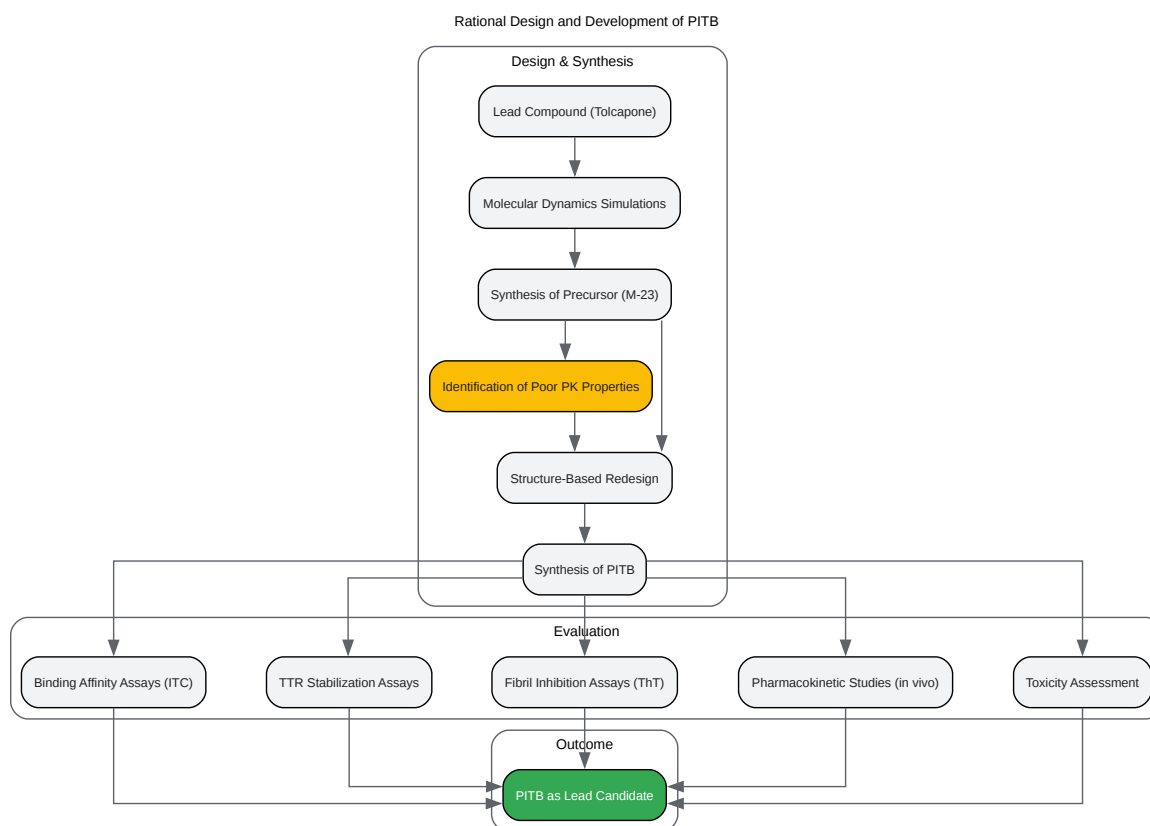 Rational Design and Development of PITB
Design & Synthesis
Lead Compound (Tolcapone)
Molecular Dynamics Simulations
Synthesis of Precursor (M-23)
Identification of Poor PK Properties
Structure-Based Redesign
Synthesis of PITB
Evaluation
Binding Affinity Assays (ITC)
TTR Stabilization Assays
Fibril Inhibition Assays (ThT)
Pharmacokinetic Studies (in vivo)
Toxicity Assessment
Outcome
PITB as Lead Candidate